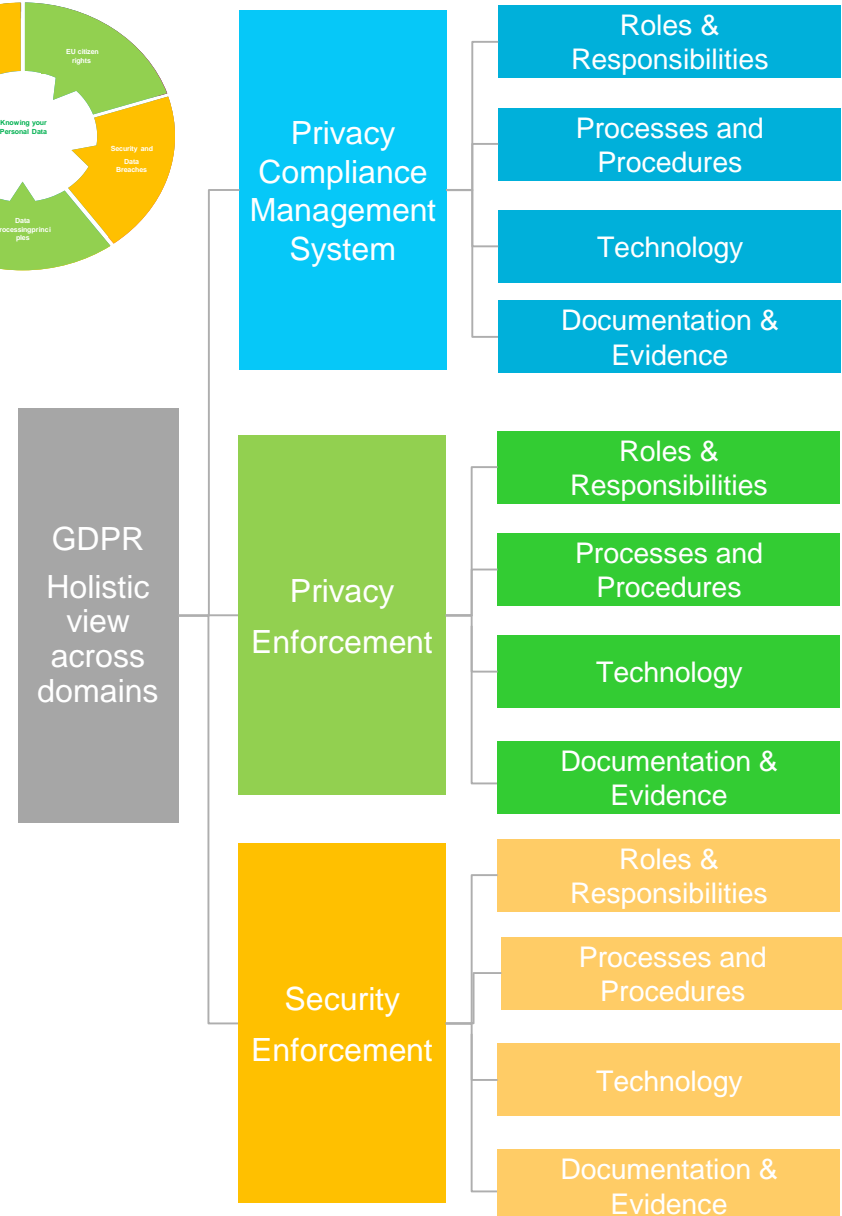 EU citizen
rights
Knowing your
Personal Data
Security and
Data
Breaches
Data
rocessingprinci
ples
GDPR
Holistic
view
across
domains
Privacy
Compliance
Management
System
Roles &
Responsibilities
Processes and
Procedures
Technology
Documentation &
Evidence
Privacy
Enforcement
Roles &
Responsibilities
Processes and
Procedures
Technology
Documentation &
Evidence
Security
Enforcement
Roles &
Responsibilities
Processes and
Procedures
Technology
Documentation &
Evidence